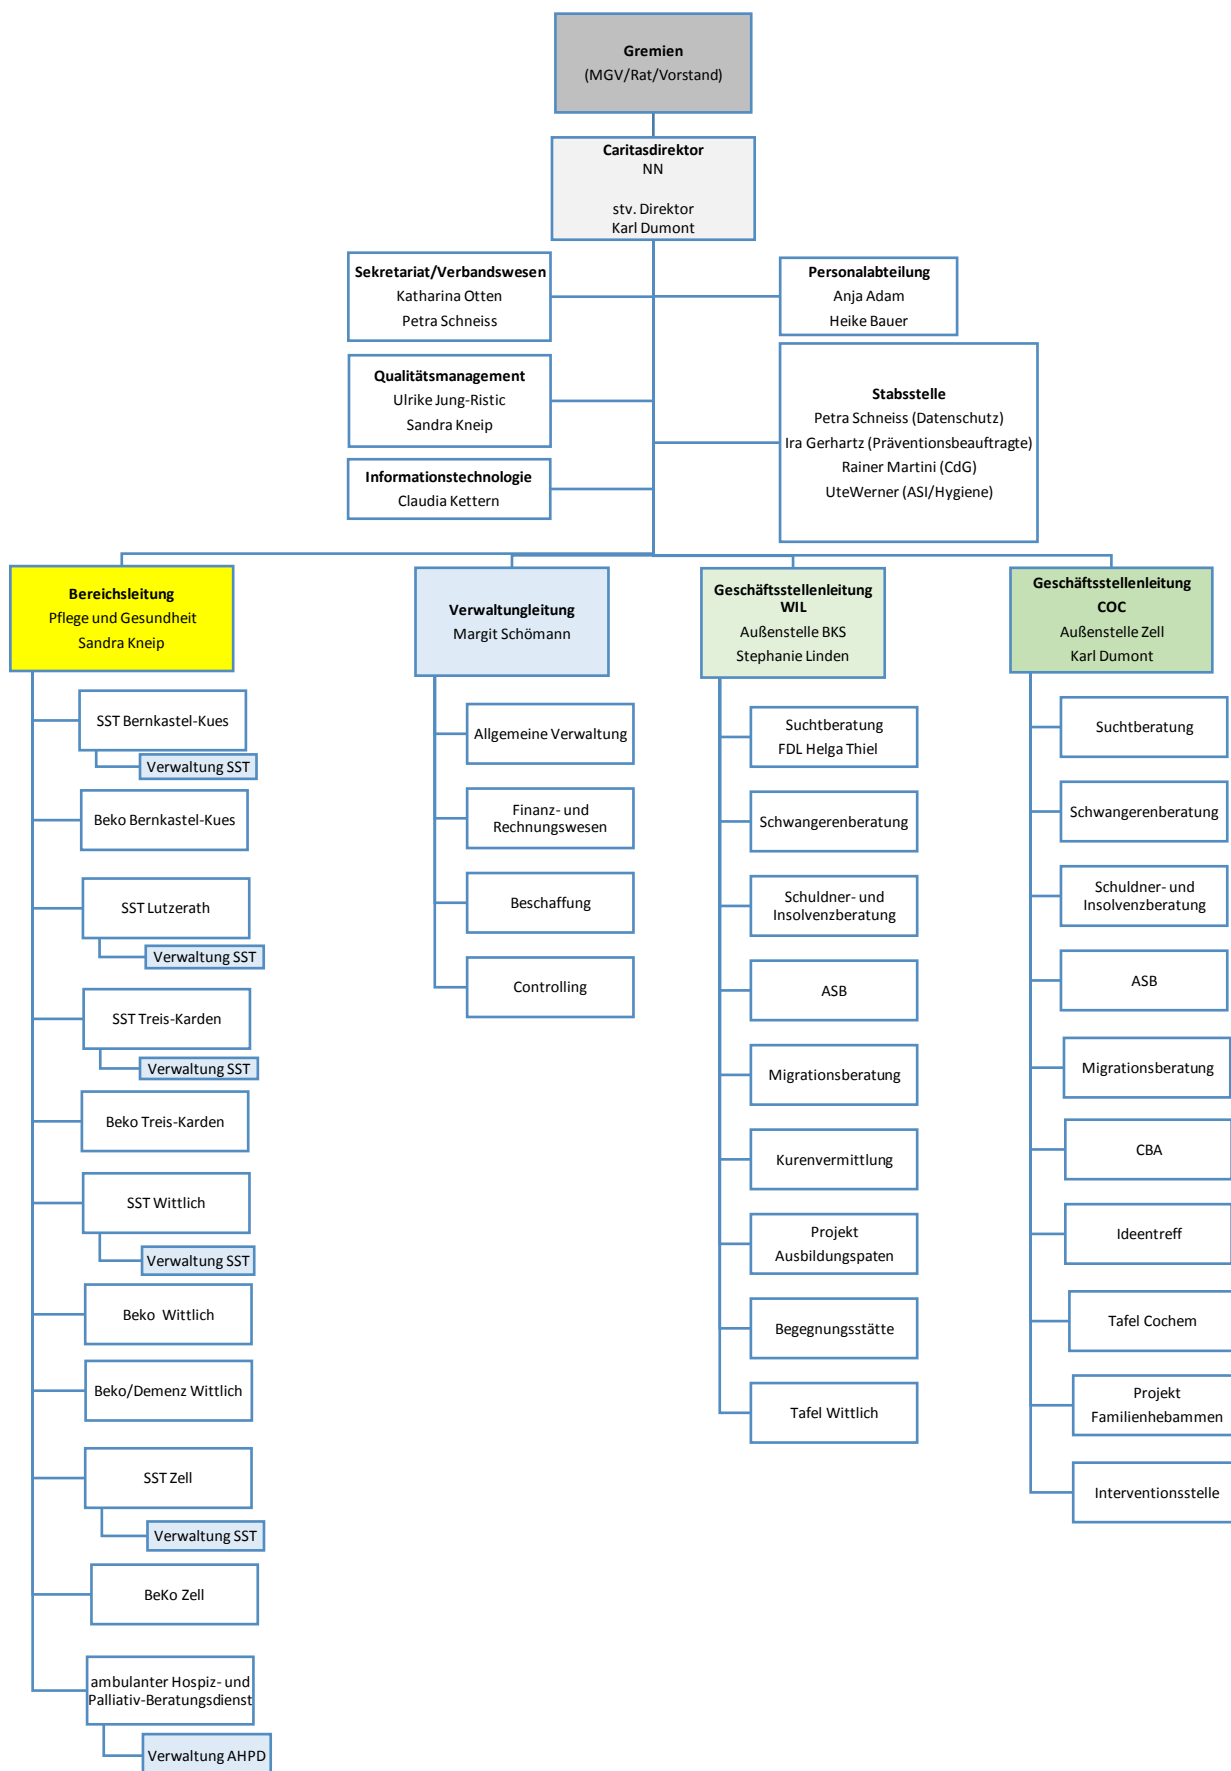 Gremien
(MGV/Rat/Vorstand)
Caritasdirektor
NN
stv. Direktor
Karl Dumont
Sekretariat/Verbandswesen
Katharina Otten
Petra Schneiss
Personalabteilung
Anja Adam
Heike Bauer
Qualitätsmanagement
Ulrike Jung-Ristic
Sandra Kneip
Stabsstelle
Petra Schneiss (Datenschutz)
Ira Gerhartz (Präventionsbeauftragte)
Rainer Martini (CdG)
UteWerner (ASI/Hygiene)
Informationstechnologie
Claudia Kettern
Bereichsleitung
Pflege und Gesundheit
Sandra Kneip
SST Bernkastel-Kues
Verwaltung SST
Beko Bernkastel-Kues
SST Lutzerath
Verwaltung SST
SST Treis-Karden
Verwaltung SST
Beko Treis-Karden
SST Wittlich
Verwaltung SST
Beko  Wittlich
Beko/Demenz Wittlich
SST Zell
Verwaltung SST
BeKo Zell
ambulanter Hospiz- und
Palliativ-Beratungsdienst
Verwaltung AHPD
Verwaltungleitung
Margit Schömann
Allgemeine Verwaltung
Finanz- und
Rechnungswesen
Beschaffung
Controlling
Geschäftsstellenleitung
WIL
Außenstelle BKS
Stephanie Linden
Suchtberatung
FDL Helga Thiel
Schwangerenberatung
Schuldner- und
Insolvenzberatung
ASB
Migrationsberatung
Kurenvermittlung
Projekt
Ausbildungspaten
Begegnungsstätte
Tafel Wittlich
Geschäftsstellenleitung
COC
Außenstelle Zell
Karl Dumont
Suchtberatung
Schwangerenberatung
Schuldner- und
Insolvenzberatung
ASB
Migrationsberatung
CBA
Ideentreff
Tafel Cochem
Projekt
Familienhebammen
Interventionsstelle